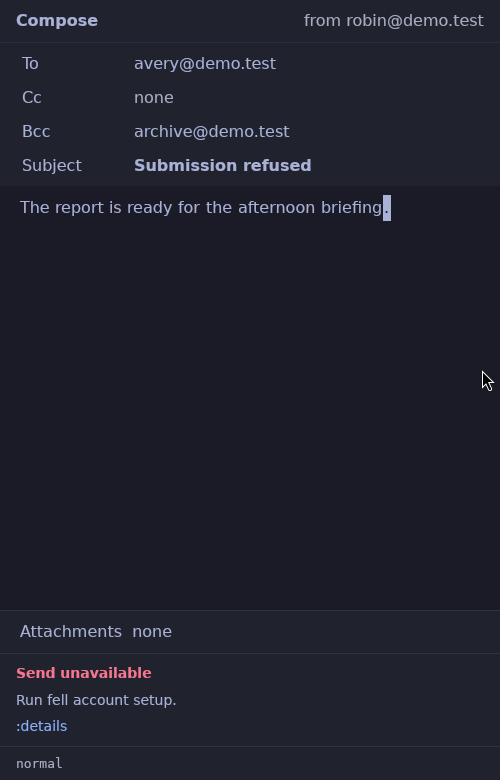 Compose from robin@demo.test
To avery@demo.test
Cc none
Bcc archive@demo.test
Subject Submission refused
The report is ready for the afternoon briefing.
Attachments none
Send unavailable
Run fell account setup.
:details
normal